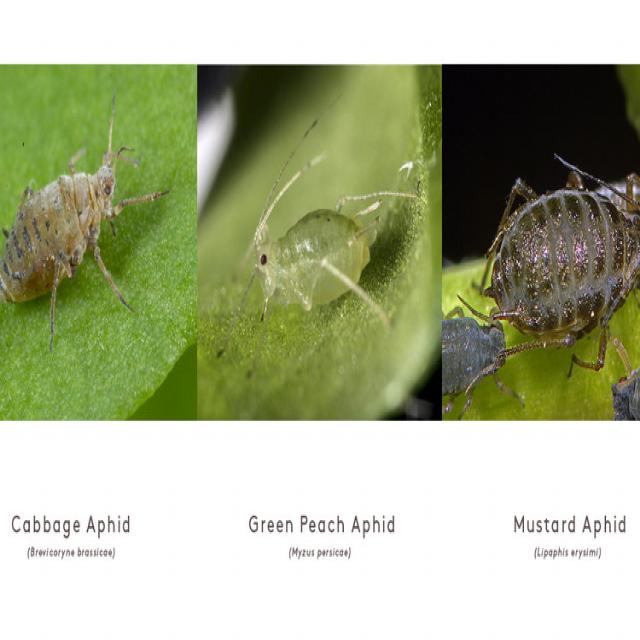 Cabbage Aphid
(Brevicoryne brassicae)
Green Peach Aphid
(Myzus persicae)
Mustard Aphid
(Lipaphis erysimi)